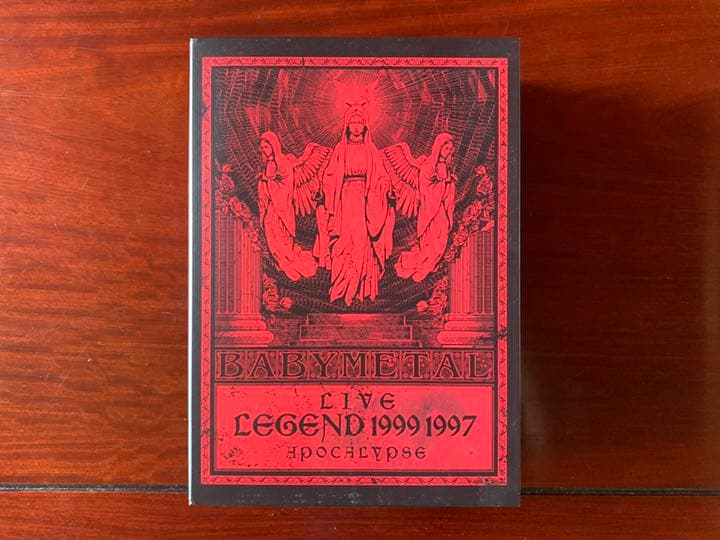 BABYMETAL
LIVE
LEGEND 1999 1997
APOCALYPSE